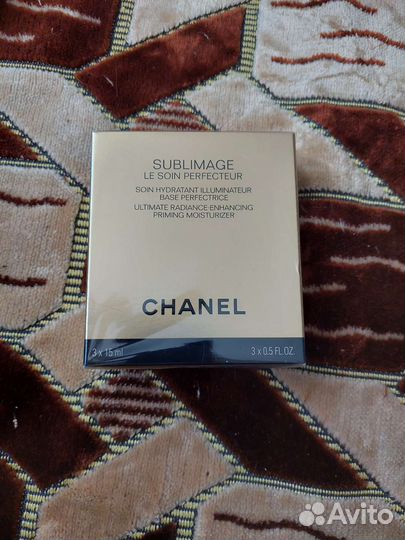 SUBLIMAGE
LE SOIN PERFECTEUR
SOIN HYDRATANT ILLUMINATEUR
BASE PERFECTRICE
ULTIMATE RADIANCE-ENHANCING
PRIMING MOISTURIZER
CHANEL
3 x 15 ml 3 x 0.5 FL.OZ.
Avito